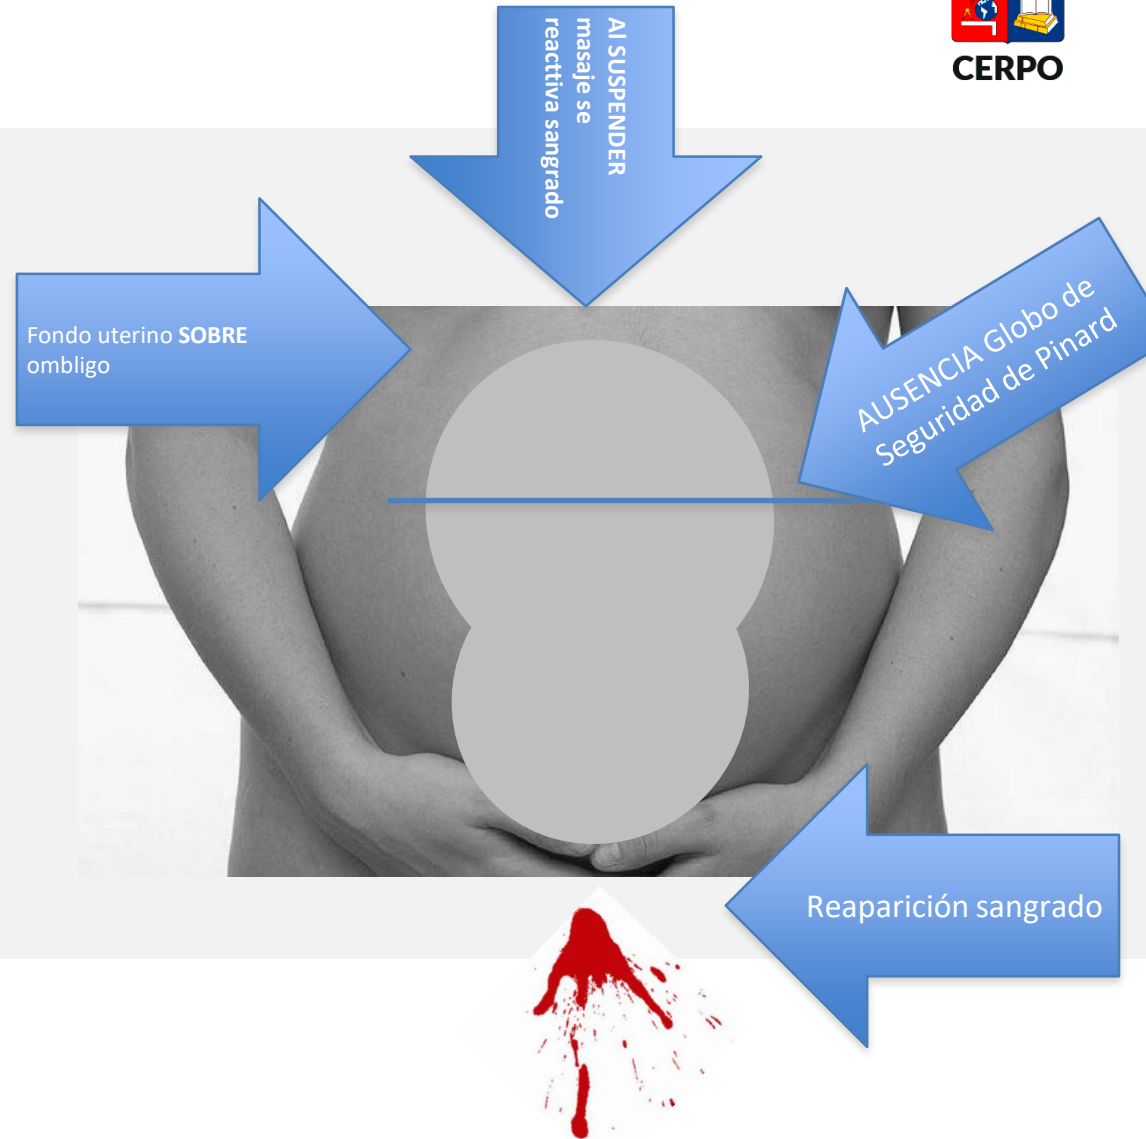 CERPO
Al SUSPENDER
masaje se
reacttiva sangrado
Fondo uterino SOBRE
ombligo
AUSENCIA Globo de
Seguridad de Pinard
Reaparición sangrado